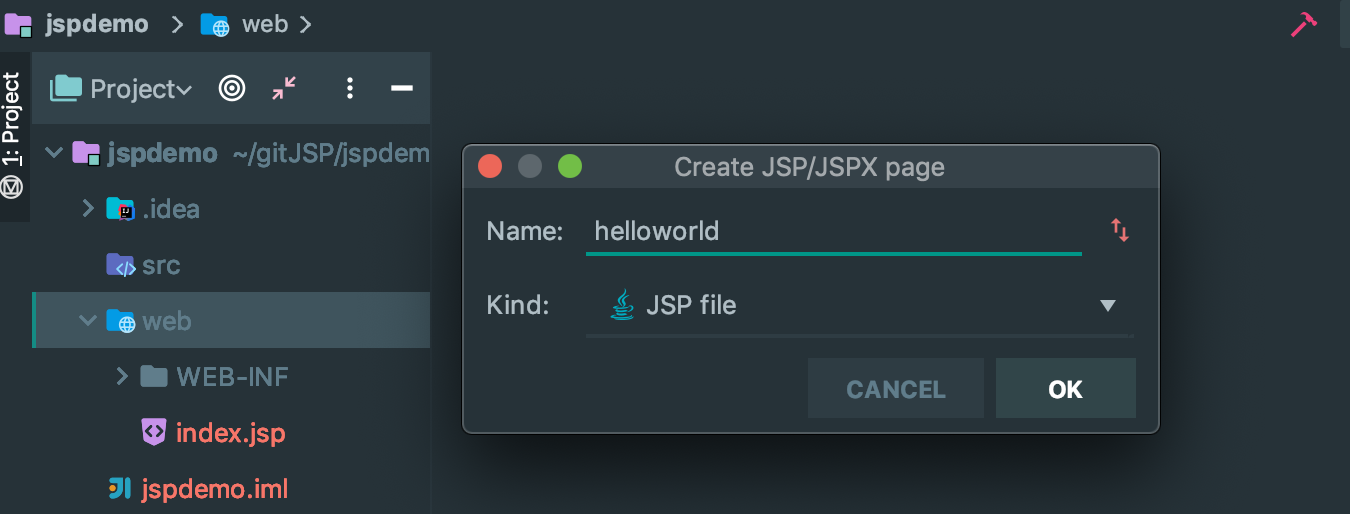 jspdemo web
1: Project
Project
jspdemo ~/gitJSP/jspdem
.idea
src
web
WEB-INF
index.jsp
jspdemo.iml
Create JSP/JSPX page
Name: helloworld
Kind: JSP file
CANCEL OK